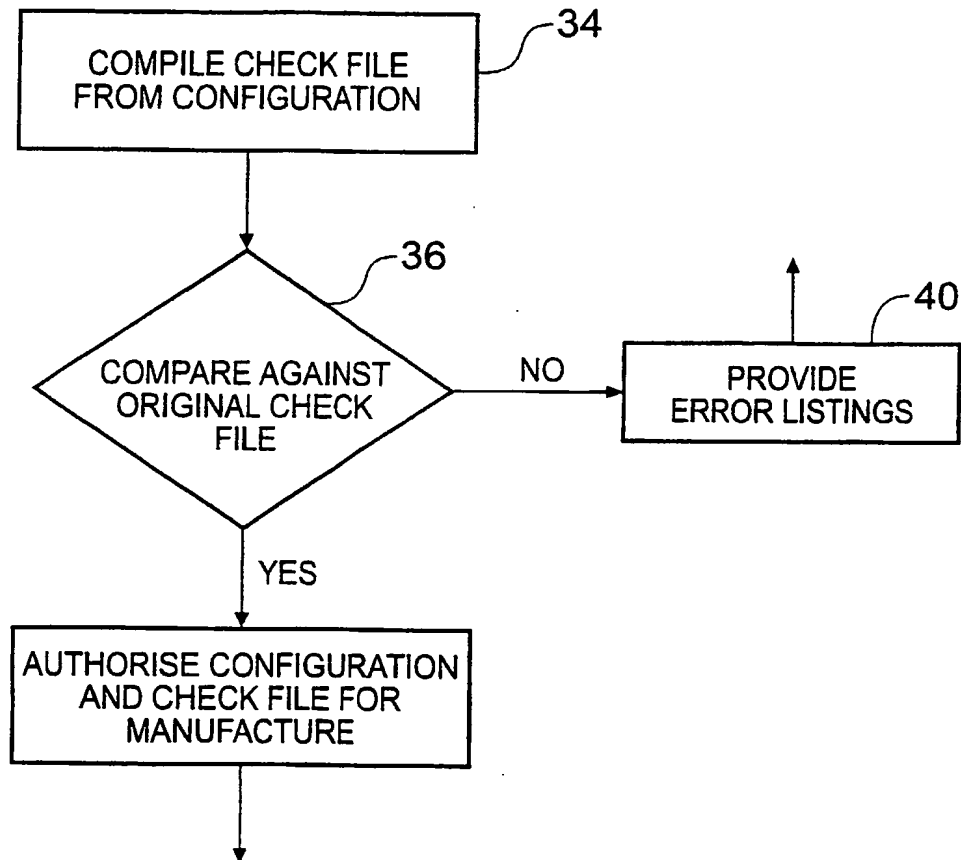 34
COMPILE CHECK FILE
FROM CONFIGURATION
36
COMPARE AGAINST
ORIGINAL CHECK
FILE
NO
40
PROVIDE
ERROR LISTINGS
YES
AUTHORISE CONFIGURATION
AND CHECK FILE FOR
MANUFACTURE